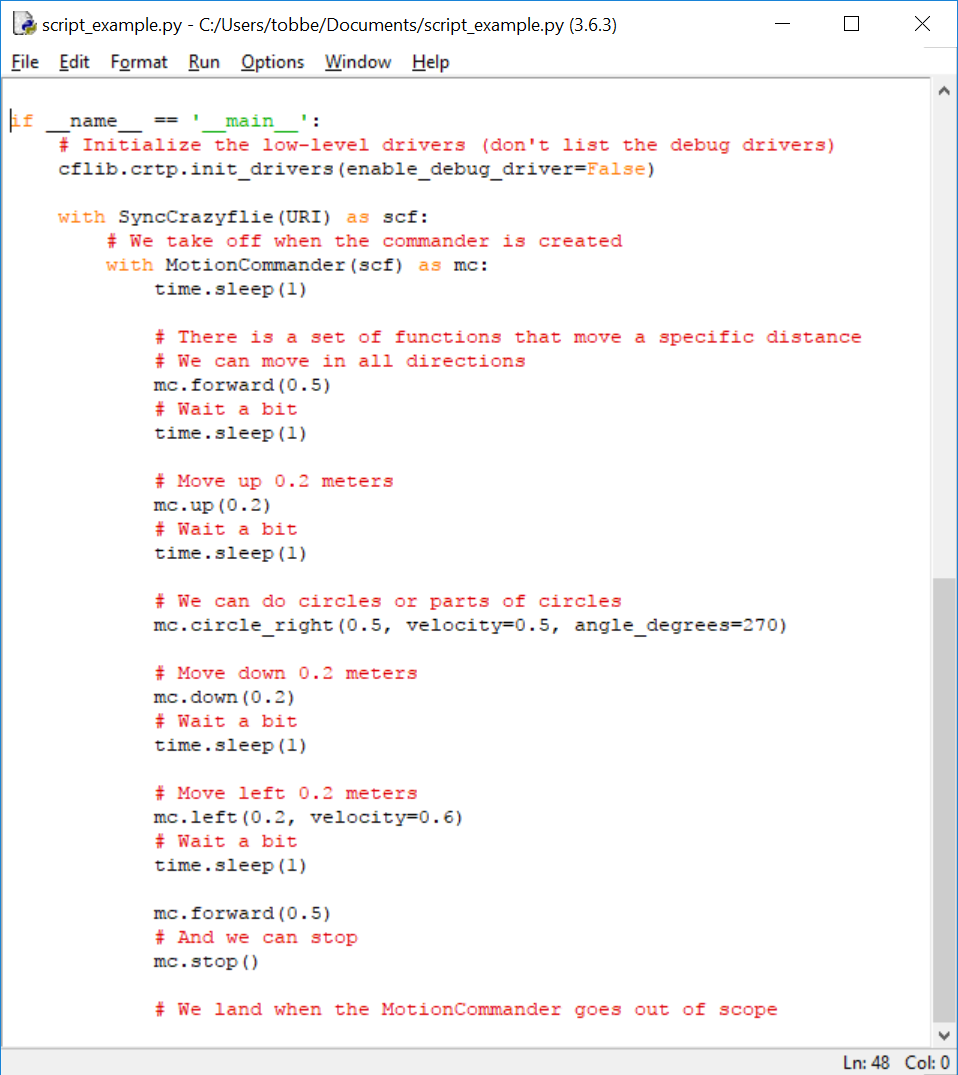 script_example.py - C:/Users/tobbe/Documents/script_example.py (3.6.3)
File Edit Format Run Options Window Help
if __name__ == '__main__':
    # Initialize the low-level drivers (don't list the debug drivers)
    cflib.crtp.init_drivers(enable_debug_driver=False)

    with SyncCrazyflie(URI) as scf:
        # We take off when the commander is created
        with MotionCommander(scf) as mc:
            time.sleep(1)

            # There is a set of functions that move a specific distance
            # We can move in all directions
            mc.forward(0.5)
            # Wait a bit
            time.sleep(1)

            # Move up 0.2 meters
            mc.up(0.2)
            # Wait a bit
            time.sleep(1)

            # We can do circles or parts of circles
            mc.circle_right(0.5, velocity=0.5, angle_degrees=270)

            # Move down 0.2 meters
            mc.down(0.2)
            # Wait a bit
            time.sleep(1)

            # Move left 0.2 meters
            mc.left(0.2, velocity=0.6)
            # Wait a bit
            time.sleep(1)

            mc.forward(0.5)
            # And we can stop
            mc.stop()

            # We land when the MotionCommander goes out of scope
Ln: 48 Col: 0